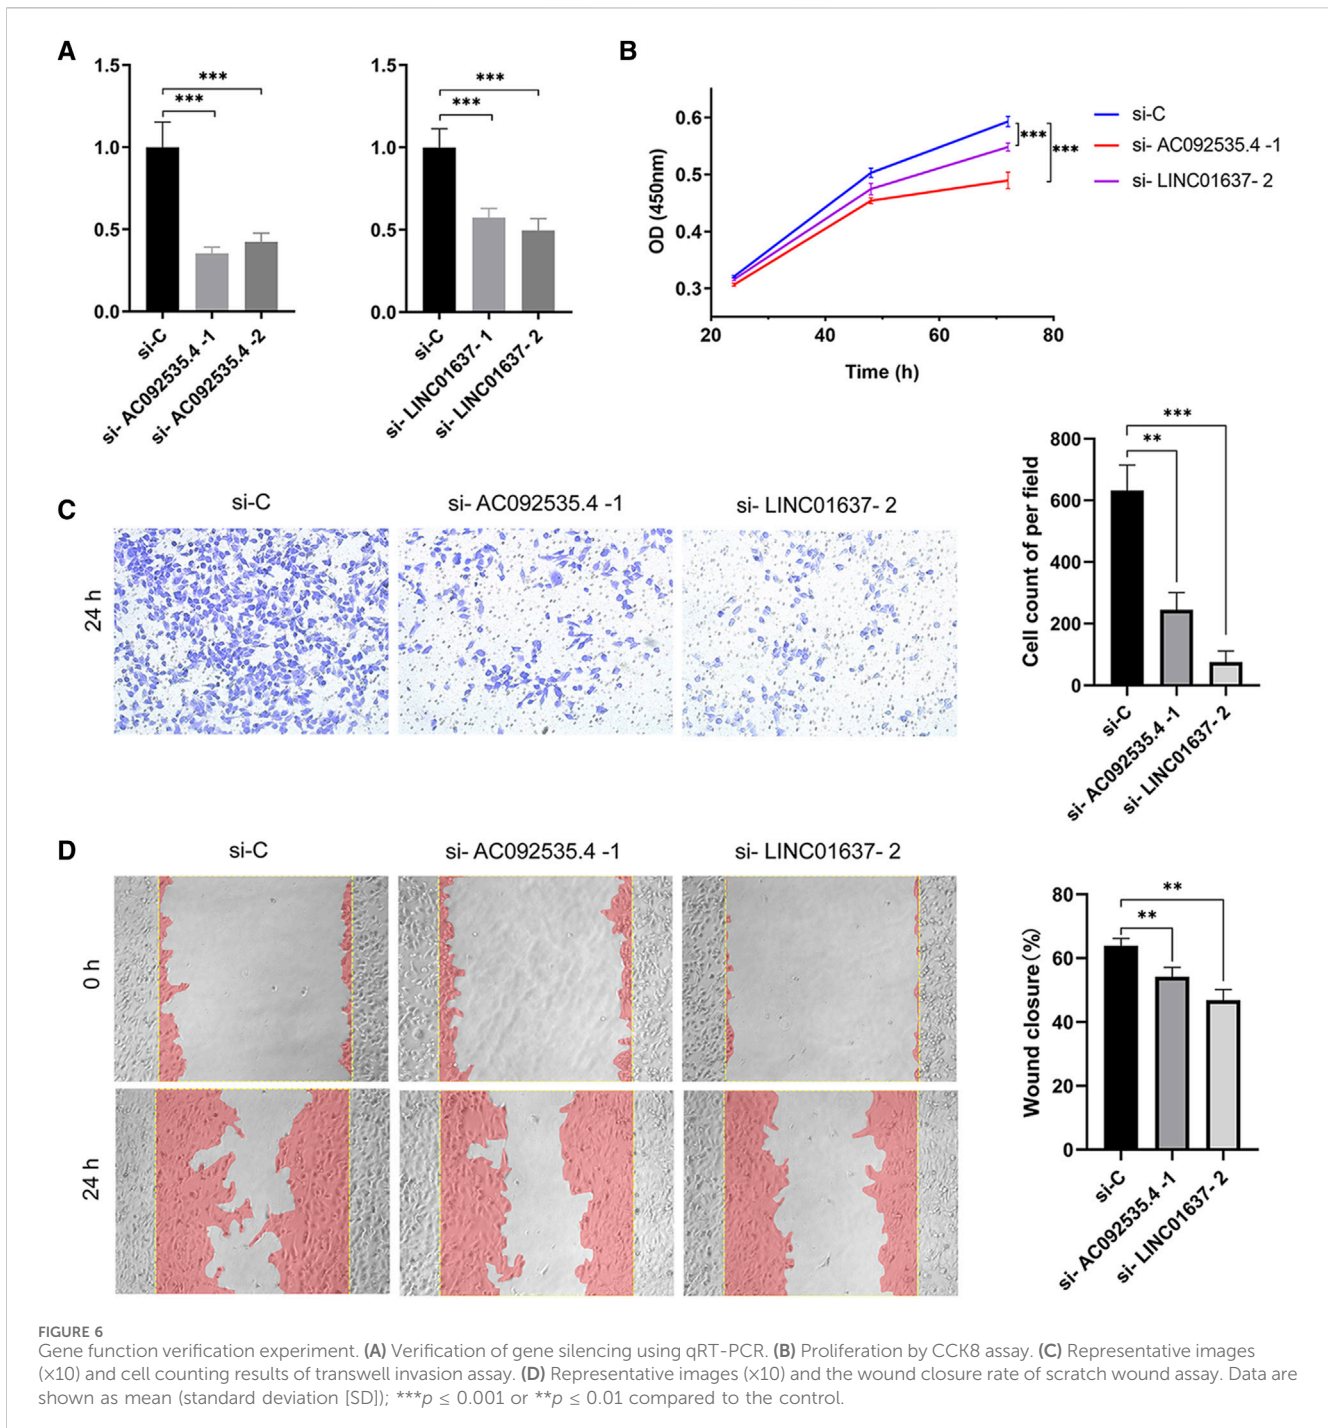 A
1.5
1.0
0.5
0.0
***
***
si-C
si- AC092535.4 -1
si- AC092535.4 -2
1.5
1.0
0.5
0.0
***
***
si-C
si- LINC01637- 1
si- LINC01637- 2
B
OD (450nm)
0.6
0.5
0.4
0.3
20
40
60
80
Time (h)
***
***
si-C
si- AC092535.4 -1
si- LINC01637- 2
C
si-C
si- AC092535.4 -1
si- LINC01637- 2
24 h
Cell count of per field
800
600
400
200
0
***
**
si-C
si- AC092535.4 -1
si- LINC01637- 2
D
si-C
si- AC092535.4 -1
si- LINC01637- 2
0 h
24 h
Wound closure (%)
80
60
40
20
0
**
**
si-C
si- AC092535.4 -1
si- LINC01637- 2
FIGURE 6
Gene function verification experiment. (A) Verification of gene silencing using qRT-PCR. (B) Proliferation by CCK8 assay. (C) Representative images
(×10) and cell counting results of transwell invasion assay. (D) Representative images (×10) and the wound closure rate of scratch wound assay. Data are
shown as mean (standard deviation [SD]); ***p ≤ 0.001 or **p ≤ 0.01 compared to the control.